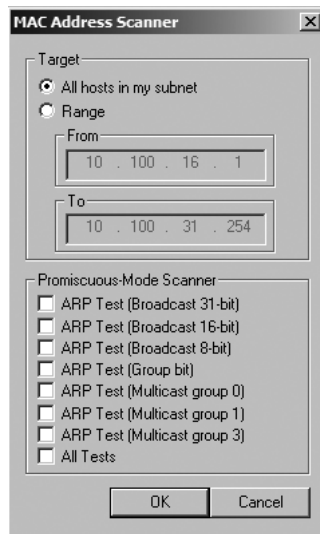 MAC Address Scanner
Target
All hosts in my subnet
Range
From
10 . 100 . 16 . 1
To
10 . 100 . 31 . 254
Promiscuous-Mode Scanner
ARP Test (Broadcast 31-bit)
ARP Test (Broadcast 16-bit)
ARP Test (Broadcast 8-bit)
ARP Test (Group bit)
ARP Test (Multicast group 0)
ARP Test (Multicast group 1)
ARP Test (Multicast group 3)
All Tests
OK Cancel